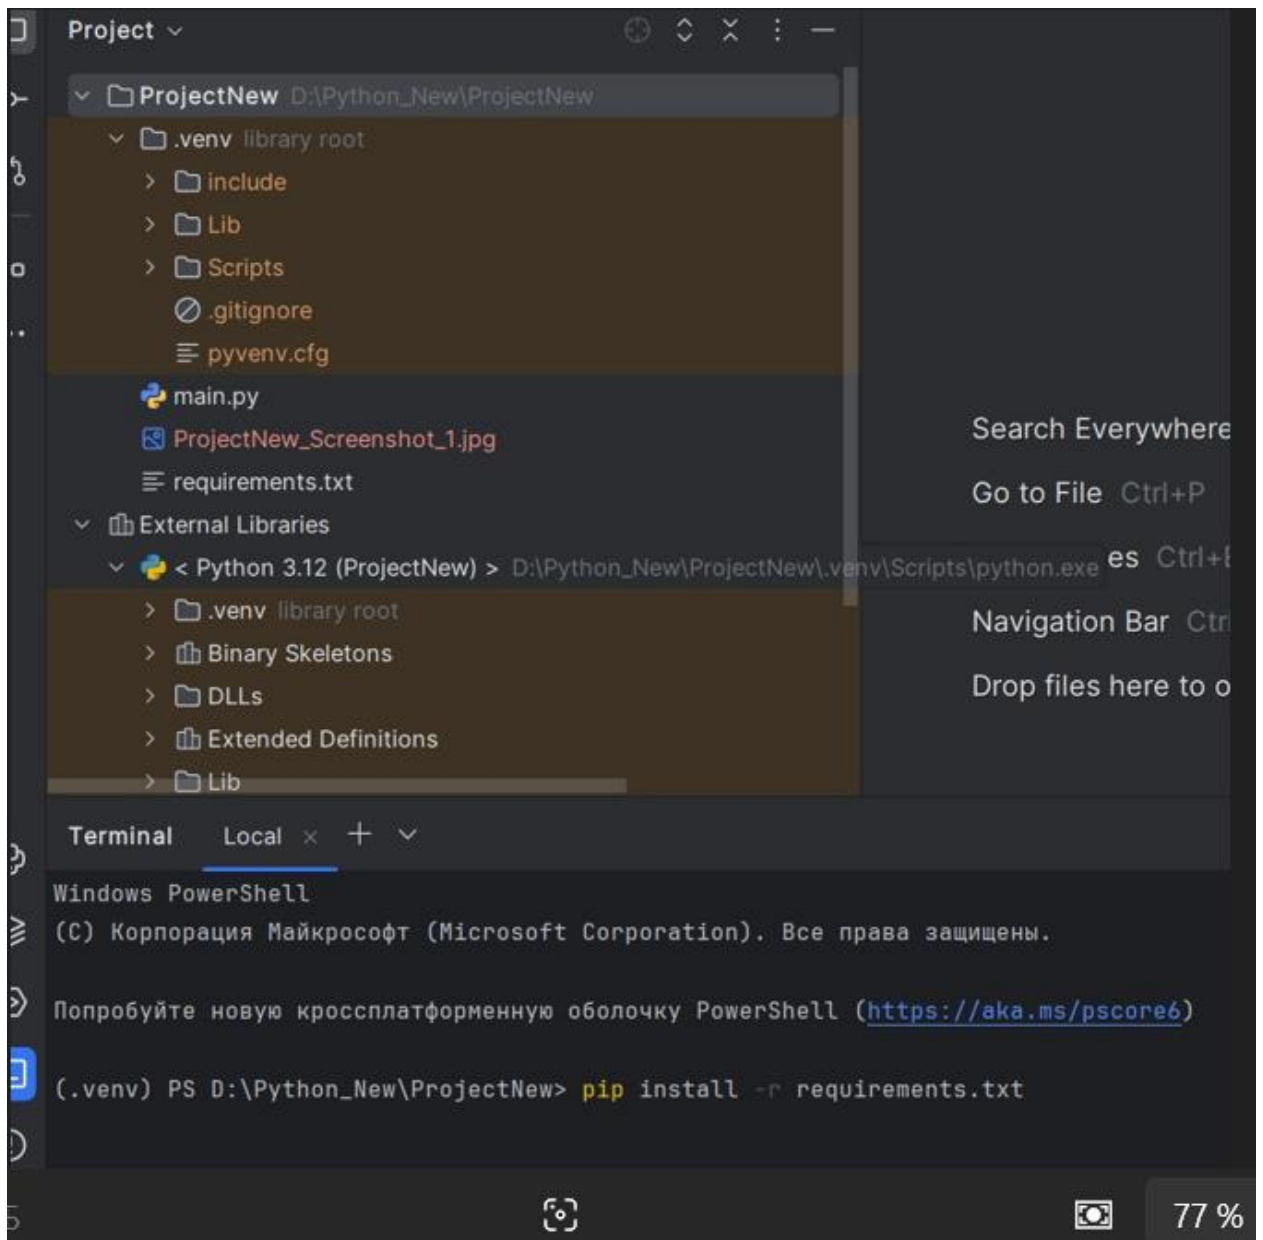 Project
ProjectNew D:\Python_New\ProjectNew
.venv library root
include
Lib
Scripts
.gitignore
pyvenv.cfg
main.py
ProjectNew_Screenshot_1.jpg
requirements.txt
External Libraries
< Python 3.12 (ProjectNew) > D:\Python_New\ProjectNew\.venv\Scripts\python.exe
.venv library root
Binary Skeletons
DLLs
Extended Definitions
Lib
Search Everywhere
Go to File Ctrl+P
es
Navigation Bar
Drop files here to
Terminal Local
Windows PowerShell
(C) Корпорация Майкрософт (Microsoft Corporation). Все права защищены.
Попробуйте новую кроссплатформенную оболочку PowerShell (https://aka.ms/pscore6)
(.venv) PS D:\Python_New\ProjectNew> pip install -r requirements.txt
77 %